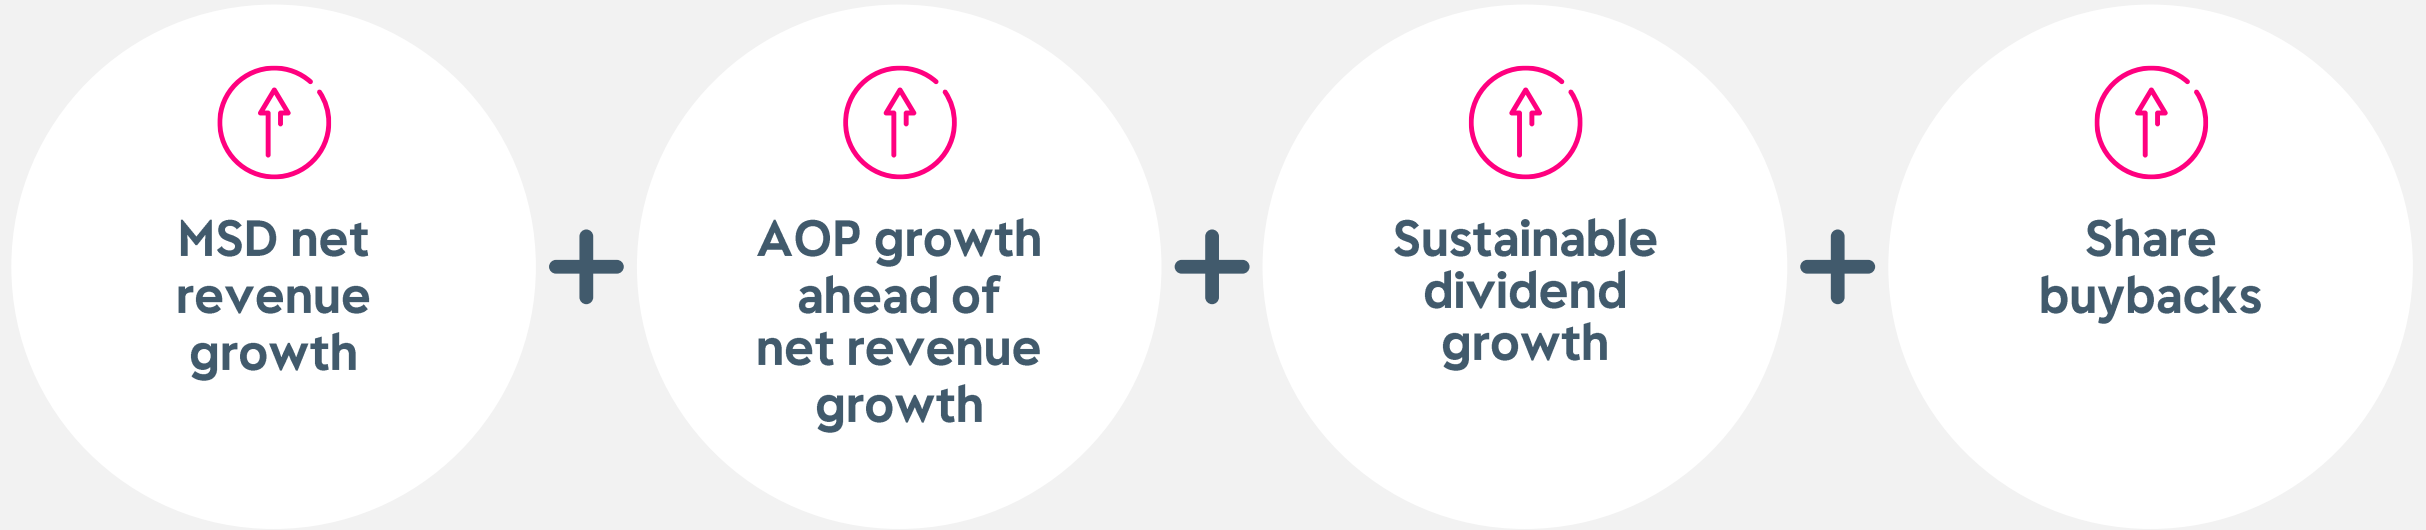 MSD net
revenue
growth
+
AOP growth
ahead of
net revenue
growth
+
Sustainable
dividend
growth
+
Share
buybacks